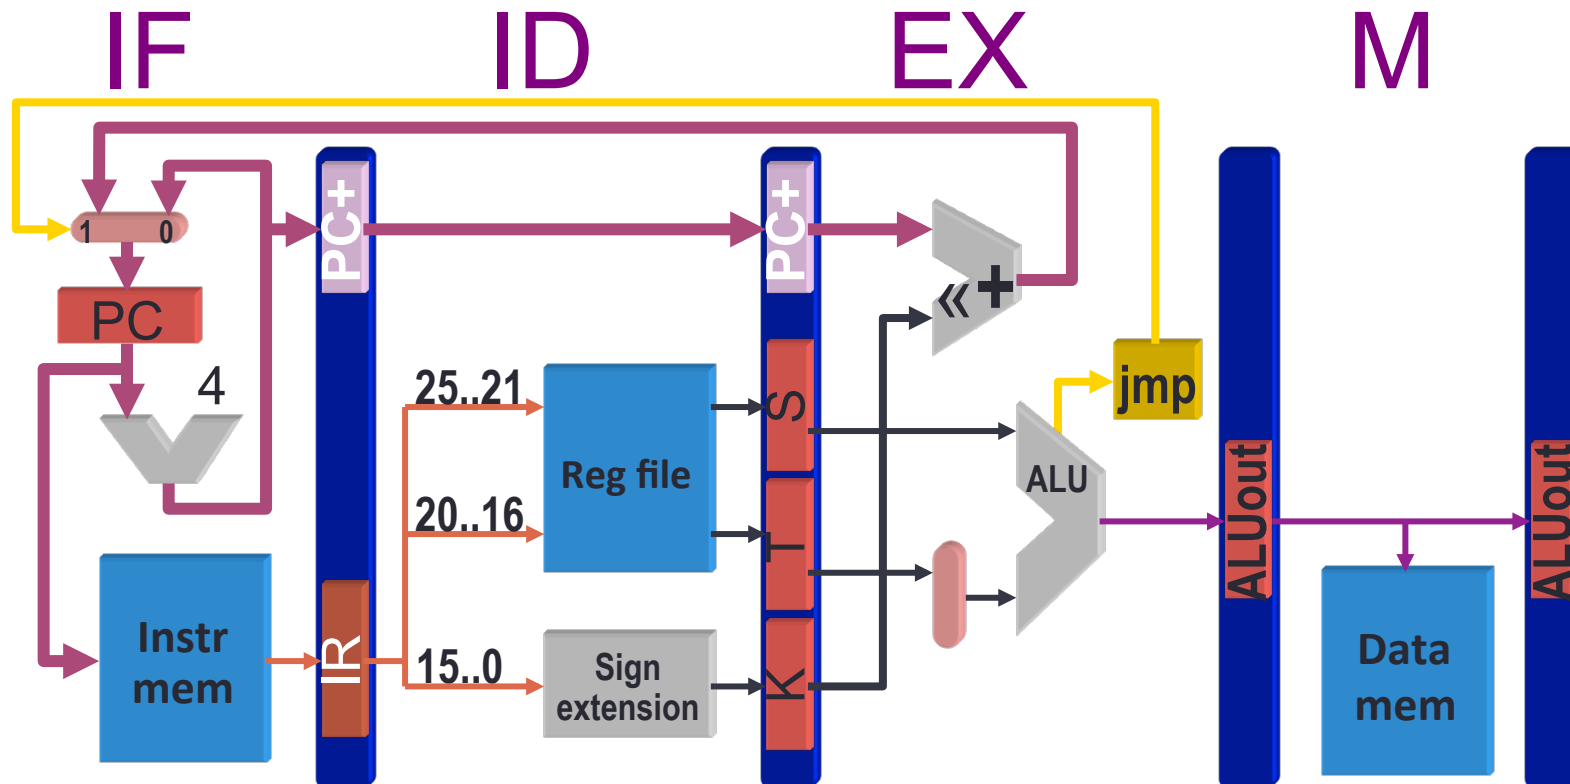 IF
ID
EX
M
1
0
PC+
PC+
PC
4
25..21
20..16
15..0
Reg file
S
T
K
« +
jmp
ALU
ALUout
ALUout
Instr
mem
IR
Sign
extension
Data
mem